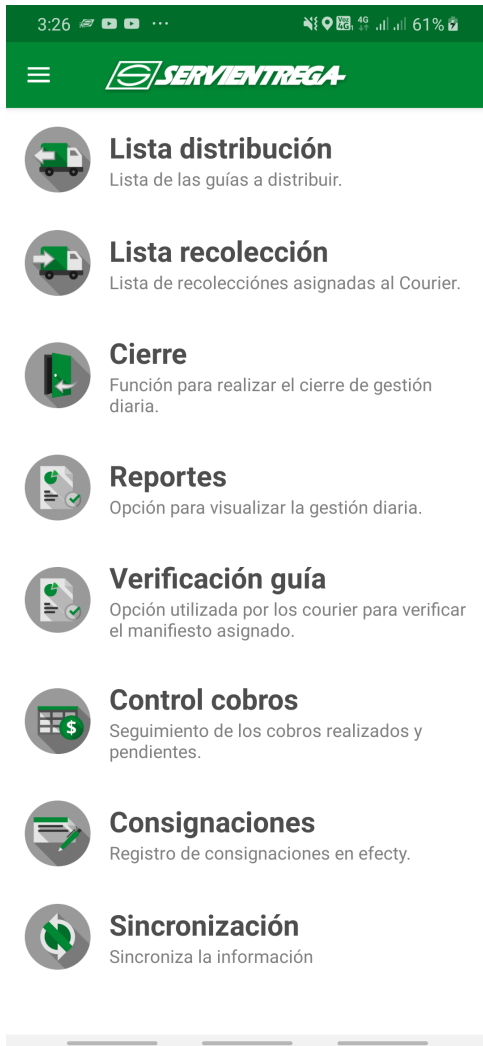 3:26 ··· Voz 4G 4G 61%
SERVIENTREGA
Lista distribución
Lista de las guías a distribuir.
Lista recolección
Lista de recolecciónes asignadas al Courier.
Cierre
Función para realizar el cierre de gestión
diaria.
Reportes
Opción para visualizar la gestión diaria.
Verificación guía
Opción utilizada por los courier para verificar
el manifiesto asignado.
Control cobros
Seguimiento de los cobros realizados y
pendientes.
Consignaciones
Registro de consignaciones en efecty.
Sincronización
Sincroniza la información